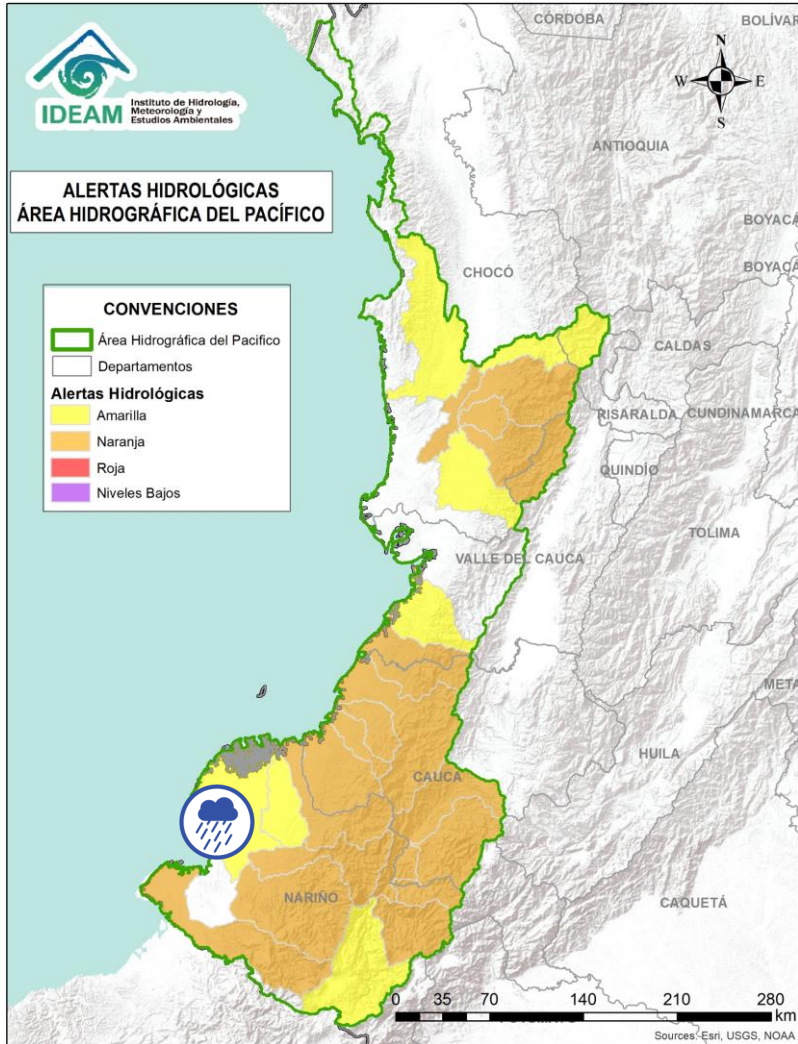 IDEAM
Instituto de Hidrología,
Meteorología y
Estudios Ambientales
CÓRDOBA
BOLÍVAR
N
W
E
S
ANTIOQUIA
ALERTAS HIDROLÓGICAS
ÁREA HIDROGRÁFICA DEL PACÍFICO
BOYACÁ
BOYACÁ
CHOCÓ
CONVENCIONES
Área Hidrográfica del Pacífico
Departamentos
Alertas Hidrológicas
Amarilla
Naranja
Roja
Niveles Bajos
CALDAS
RISARALDA
CUNDINAMARCA
QUINDÍO
TOLIMA
VALLE DEL CAUCA
META
HUILA
CAUCA
NARIÑO
CAQUETÁ
0 35 70 140 210 280
km
Sources: Esri, USGS, NOAA